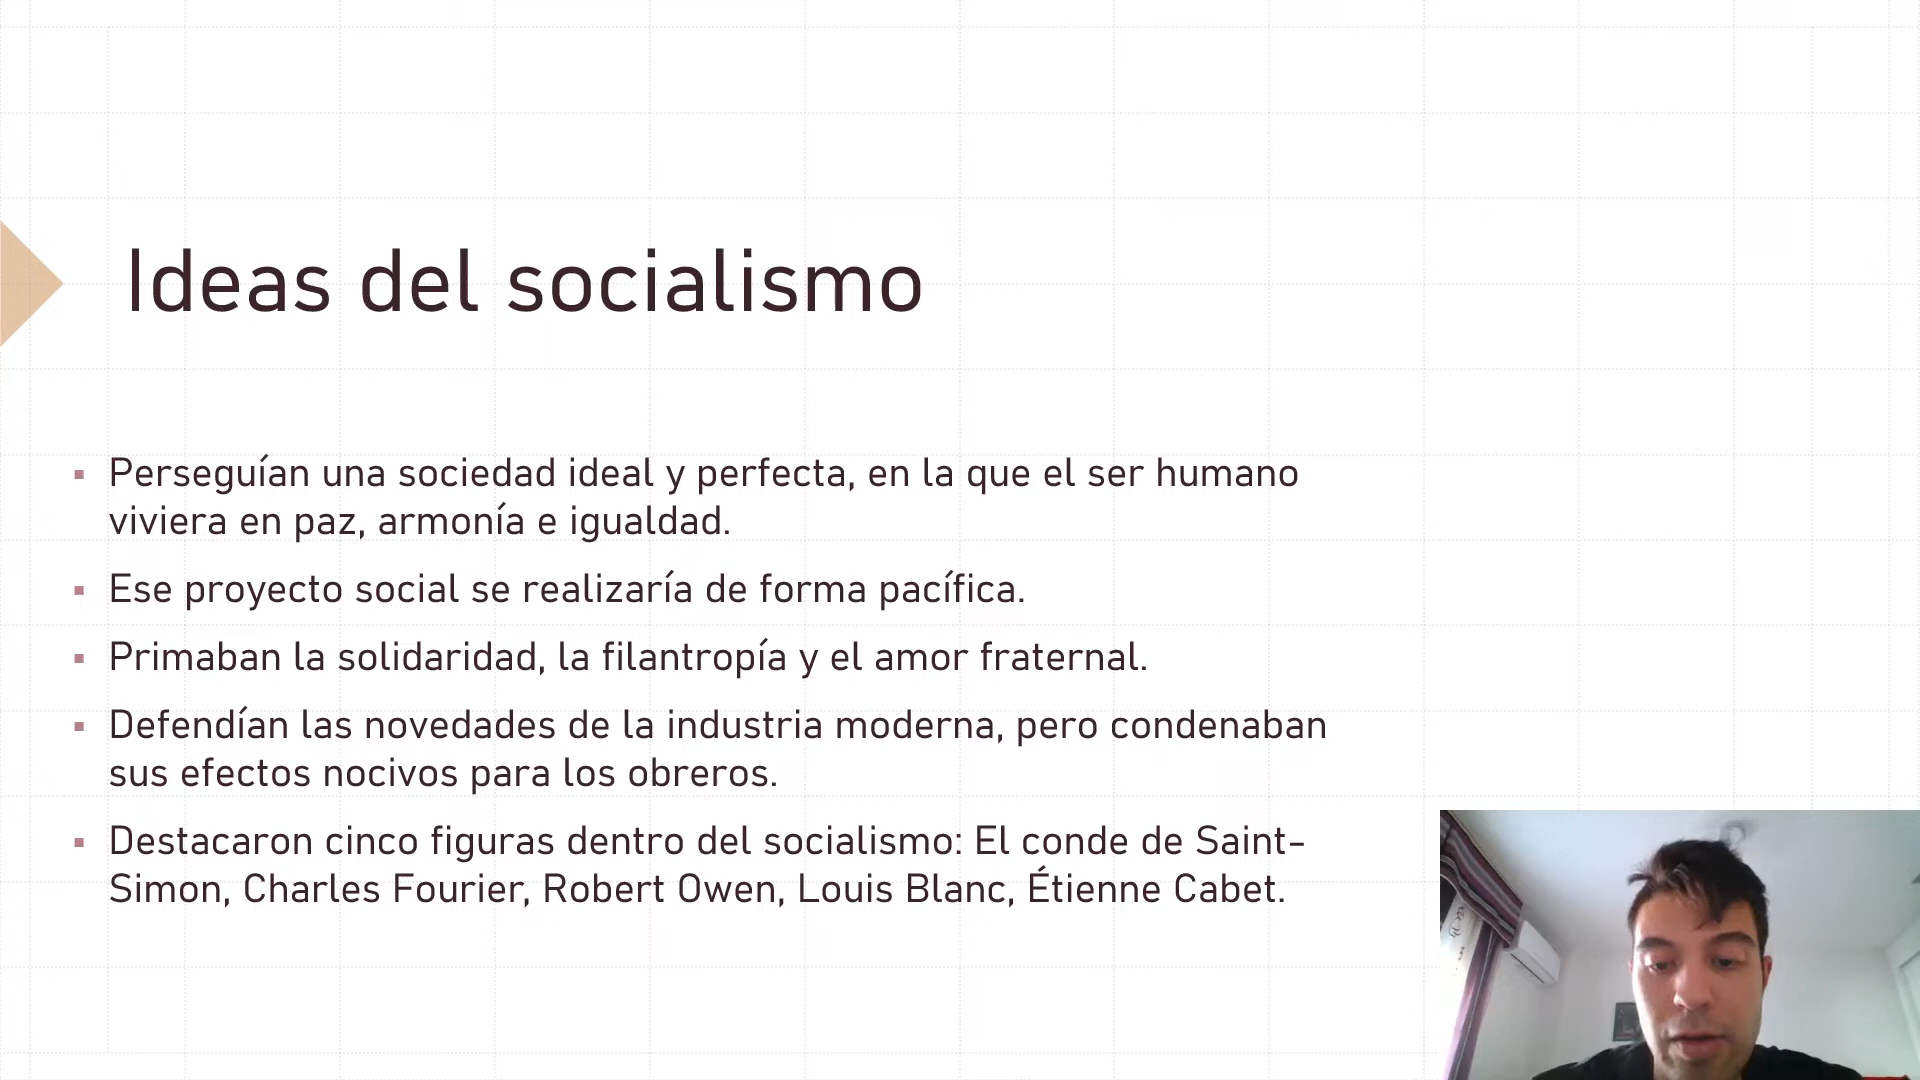 Ideas del socialismo
Perseguían una sociedad ideal y perfecta, en la que el ser humano
viviera en paz, armonía e igualdad.
Ese proyecto social se realizaría de forma pacífica.
Primaban la solidaridad, la filantropía y el amor fraternal.
Defendían las novedades de la industria moderna, pero condenaban
sus efectos nocivos para los obreros.
Destacaron cinco figuras dentro del socialismo: El conde de Saint-
Simon, Charles Fourier, Robert Owen, Louis Blanc, Étienne Cabet.